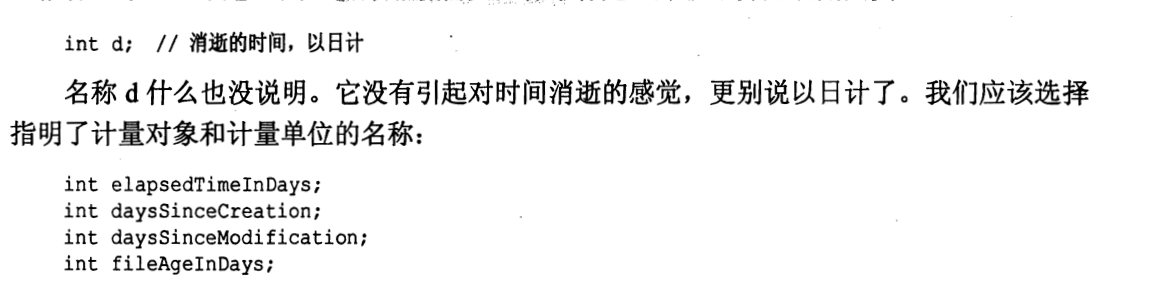 int d; // 消逝的时间，以日计
名称 d 什么也没说明。它没有引起对时间消逝的感觉，更别说以日计了。我们应该选择
指明了计量对象和计量单位的名称：
int elapsedTimeInDays;
int daysSinceCreation;
int daysSinceModification;
int fileAgeInDays;